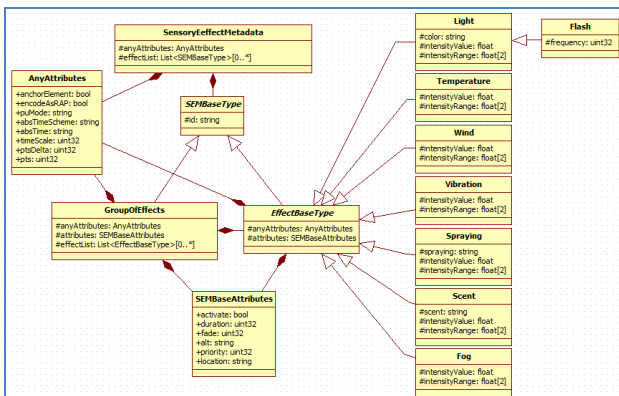 SensoryEeffectMetadata
#anyAttributes: AnyAttributes
#effectList: List<SEMBaseType>[0..*]
AnyAttributes
+anchorElement: bool
+encodeAsRAP: bool
+puMode: string
+absTimeScheme: string
+absTime: string
+timeScale: uint32
+ptsDelta: uint32
+pts: uint32
SEMBaseType
#id: string
GroupOfEffects
#anyAttributes: AnyAttributes
#attributes: SEMBaseAttributes
#effectList: List<EffectBaseType>[0..*]
EffectBaseType
#anyAttributes: AnyAttributes
#attributes: SEMBaseAttributes
SEMBaseAttributes
+activate: bool
+duration: uint32
+fade: uint32
+alt: string
+priority: uint32
+location: string
Light
#color: string
#intensityValue: float
#intensityRange: float[2]
Flash
#frequency: uint32
Temperature
#intensityValue: float
#intensityRange: float[2]
Wind
#intensityValue: float
#intensityRange: float[2]
Vibration
#intensityValue: float
#intensityRange: float[2]
Spraying
#spraying: string
#intensityValue: float
#intensityRange: float[2]
Scent
#scent: string
#intensityValue: float
#intensityRange: float[2]
Fog
#intensityValue: float
#intensityRange: float[2]